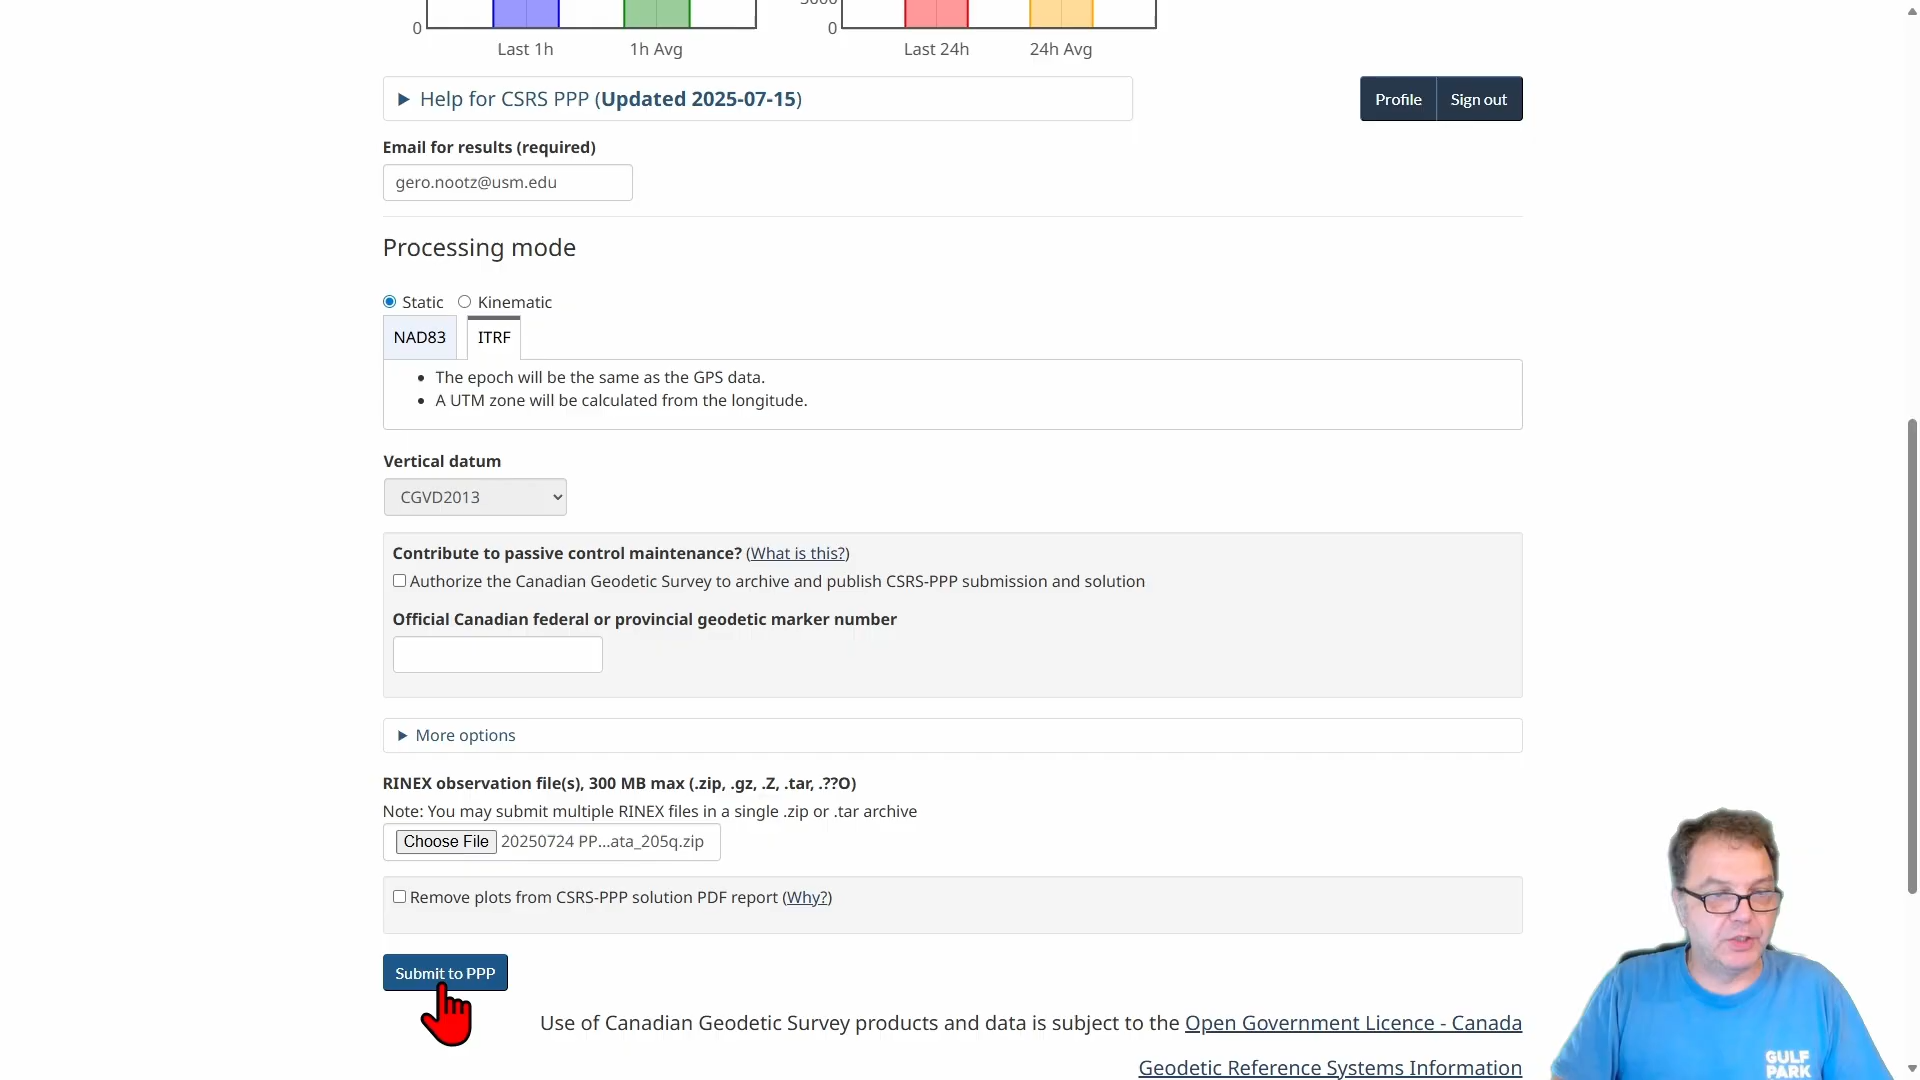 5000
0
0
Last 1h
1h Avg
Last 24h
24h Avg
Help for CSRS PPP (Updated 2025-07-15)
Profile
Sign out
Email for results (required)
gero.nootz@usm.edu
Processing mode
Static
Kinematic
NAD83
ITRF
• The epoch will be the same as the GPS data.
• A UTM zone will be calculated from the longitude.
Vertical datum
CGVD2013
Contribute to passive control maintenance? (What is this?)
Authorize the Canadian Geodetic Survey to archive and publish CSRS-PPP submission and solution
Official Canadian federal or provincial geodetic marker number
More options
RINEX observation file(s), 300 MB max (.zip, .gz, .Z, .tar, .??O)
Note: You may submit multiple RINEX files in a single .zip or .tar archive
Choose File 20250724 PP...ata_205q.zip
Remove plots from CSRS-PPP solution PDF report (Why?)
Submit to PPP
Use of Canadian Geodetic Survey products and data is subject to the Open Government Licence - Canada
Geodetic Reference Systems Information
GULF
PARK